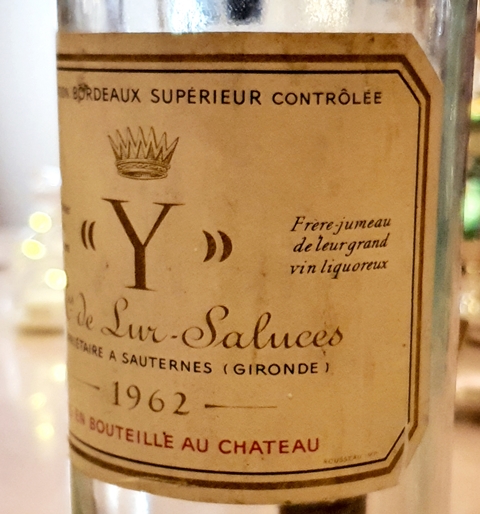 BORDEAUX SUPÉRIEUR CONTRÔLÉE
« Y »
Frère-jumeau
de leur grand
vin liquoreux
de Lur-Saluces
A SAUTERNES (GIRONDE)
1962
EN BOUTEILLE AU CHATEAU